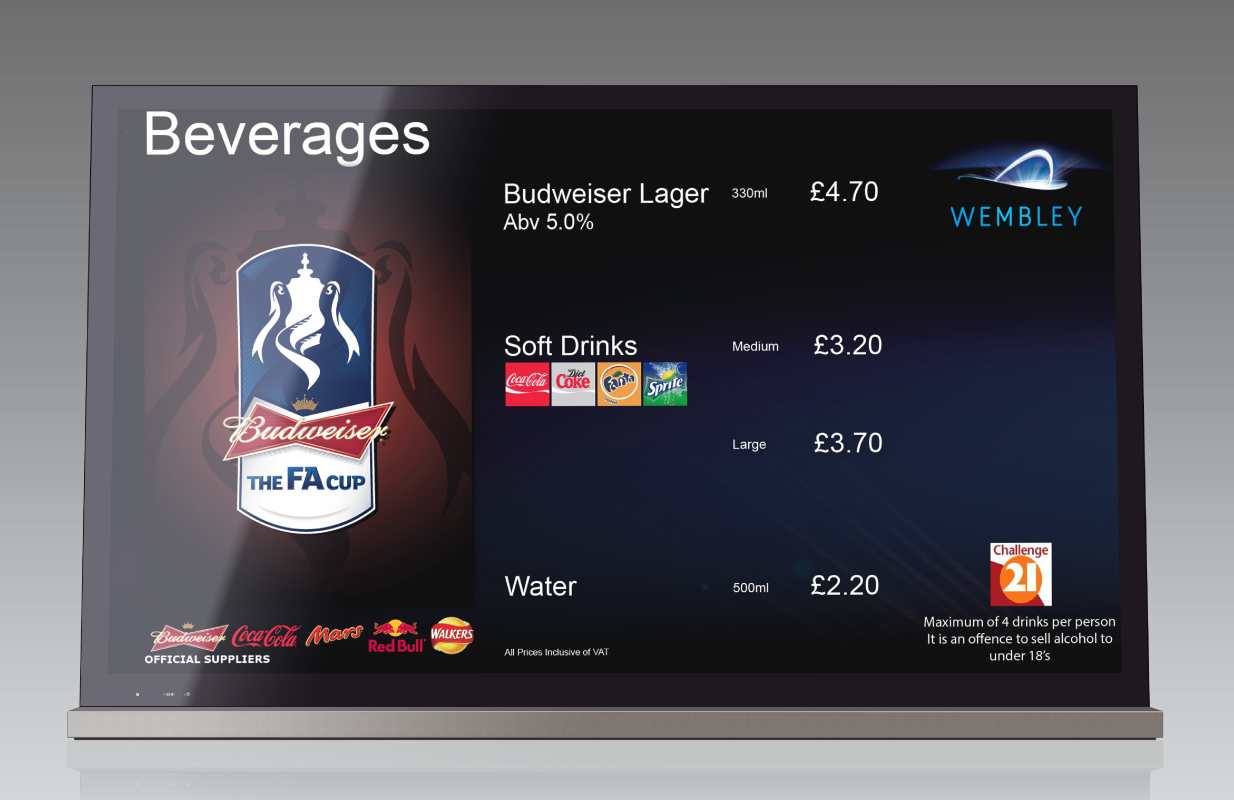 Beverages
Budweiser Lager 330ml £4.70
Abv 5.0%
WEMBLEY
Soft Drinks Medium £3.20
Coca-Cola Diet Coke Fanta Sprite
Large £3.70
Budweiser
THE FA CUP
Water 500ml £2.20
Challenge
21
Maximum of 4 drinks per person
It is an offence to sell alcohol to
under 18's
Budweiser Coca-Cola Mars Red Bull WALKERS
OFFICIAL SUPPLIERS
All Prices Inclusive of VAT